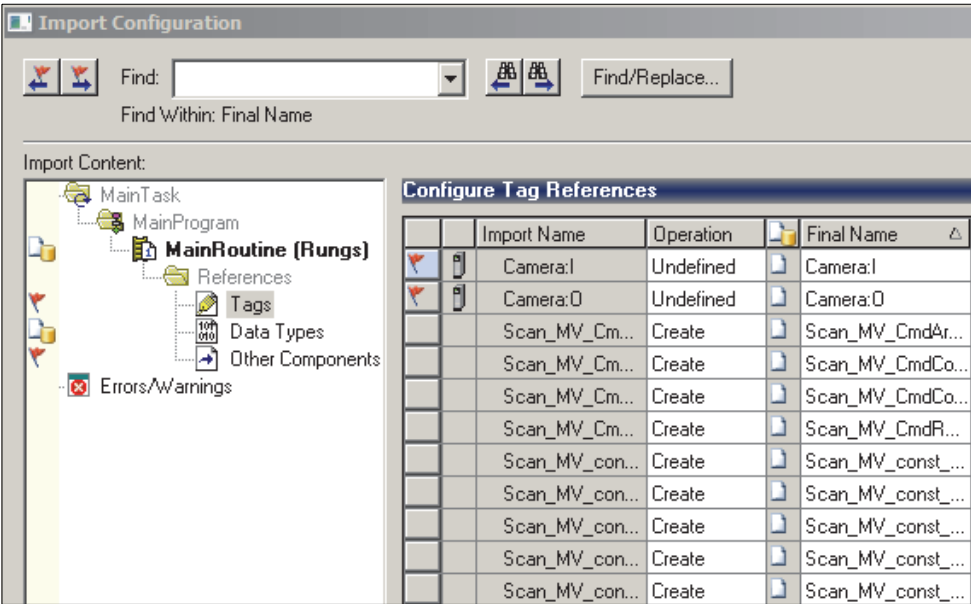 Import Configuration
Find:
Find/Replace...
Find Within: Final Name
Import Content:
MainTask
MainProgram
MainRoutine (Rungs)
References
Tags
Data Types
Other Components
Errors/Warnings
Configure Tag References
Import Name Operation Final Name
Camera:I Undefined Camera:I
Camera:O Undefined Camera:O
Scan_MV_Cm... Create Scan_MV_CmdAr...
Scan_MV_Cm... Create Scan_MV_CmdCo...
Scan_MV_Cm... Create Scan_MV_CmdCo...
Scan_MV_Cm... Create Scan_MV_CmdR...
Scan_MV_con... Create Scan_MV_const_...
Scan_MV_con... Create Scan_MV_const_...
Scan_MV_con... Create Scan_MV_const_...
Scan_MV_con... Create Scan_MV_const_...
Scan_MV_con... Create Scan_MV_const_...